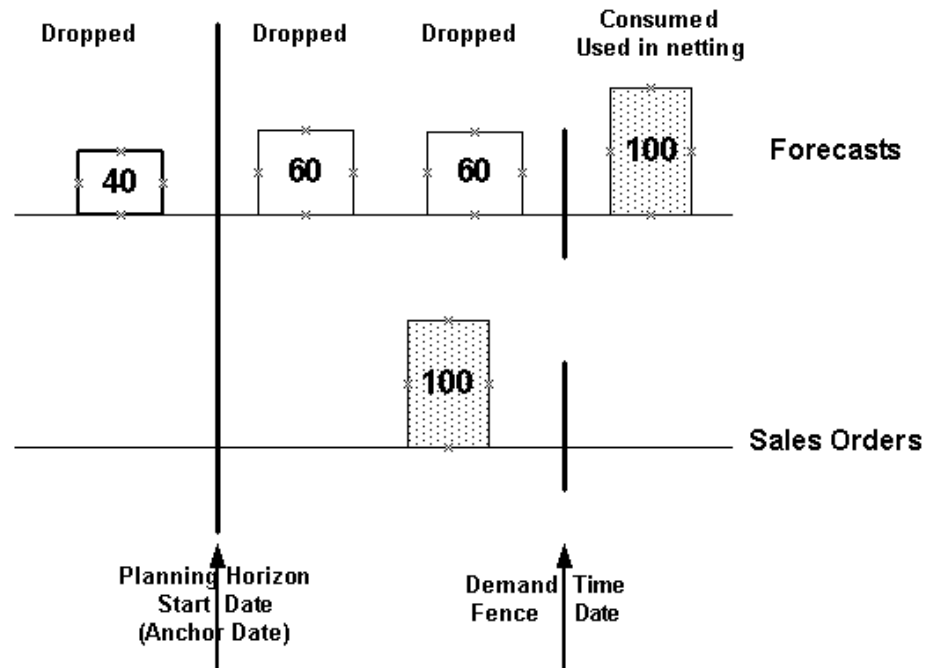 Dropped Dropped Dropped Consumed
Used in netting
40 60 60 100 Forecasts
100
Sales Orders
Planning Horizon
Start Date
(Anchor Date)
Demand Time
Fence Date